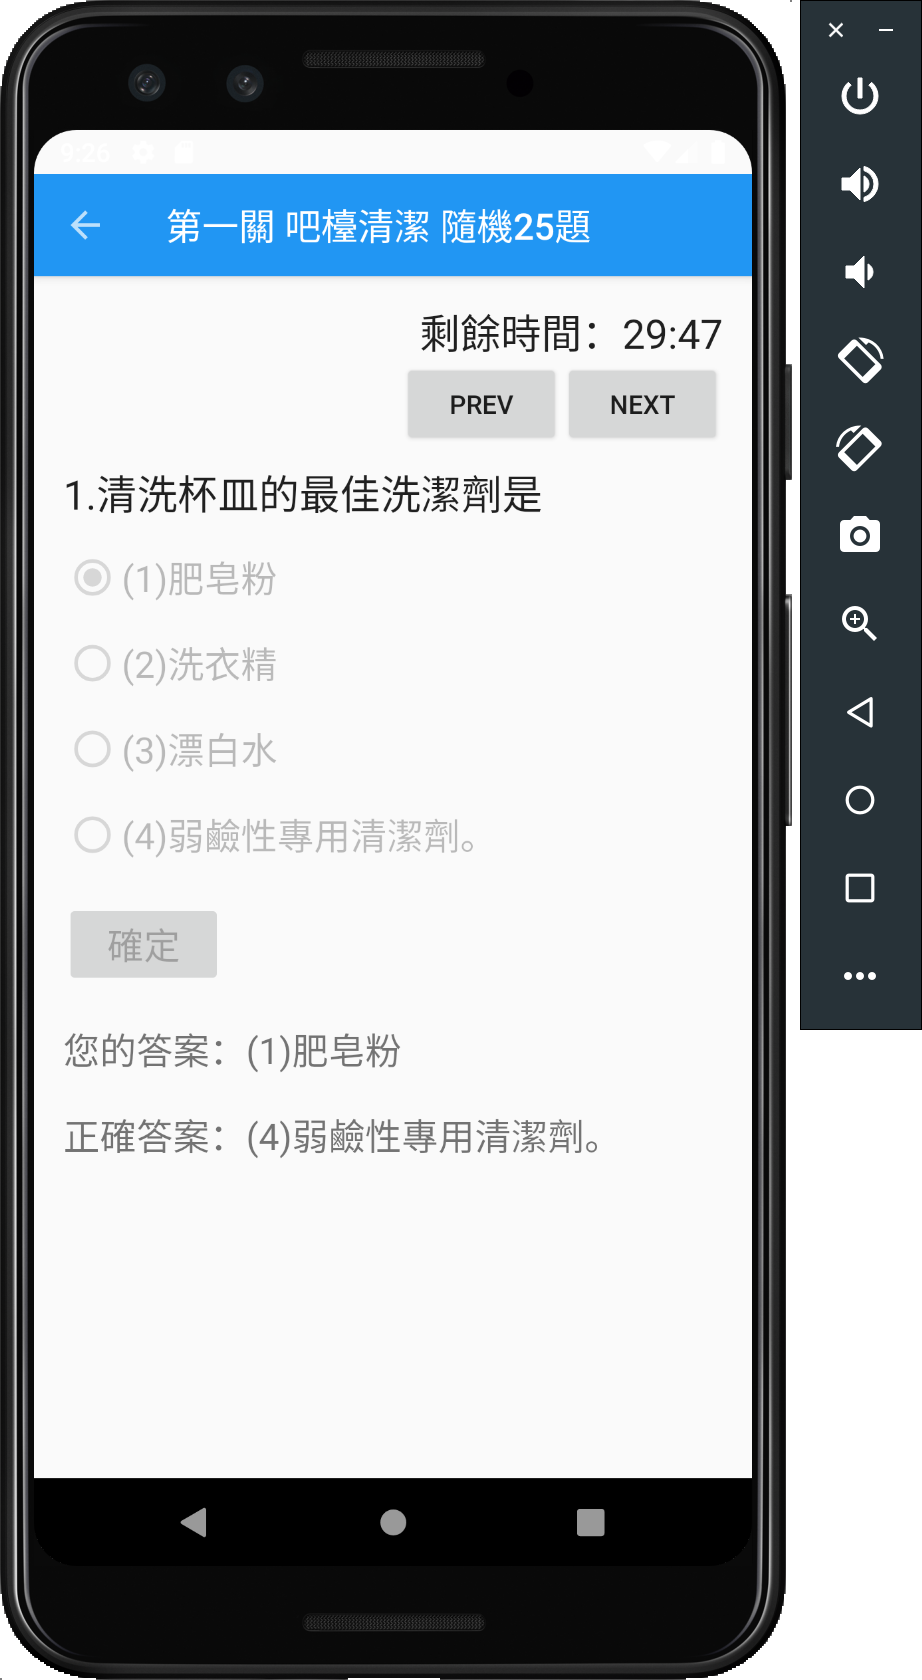 9:26
第一關 吧檯清潔 隨機25題
剩餘時間：29:47
PREV NEXT
1.清洗杯皿的最佳洗潔劑是
(1)肥皂粉
(2)洗衣精
(3)漂白水
(4)弱鹼性專用清潔劑。
確定
您的答案：(1)肥皂粉
正確答案：(4)弱鹼性專用清潔劑。